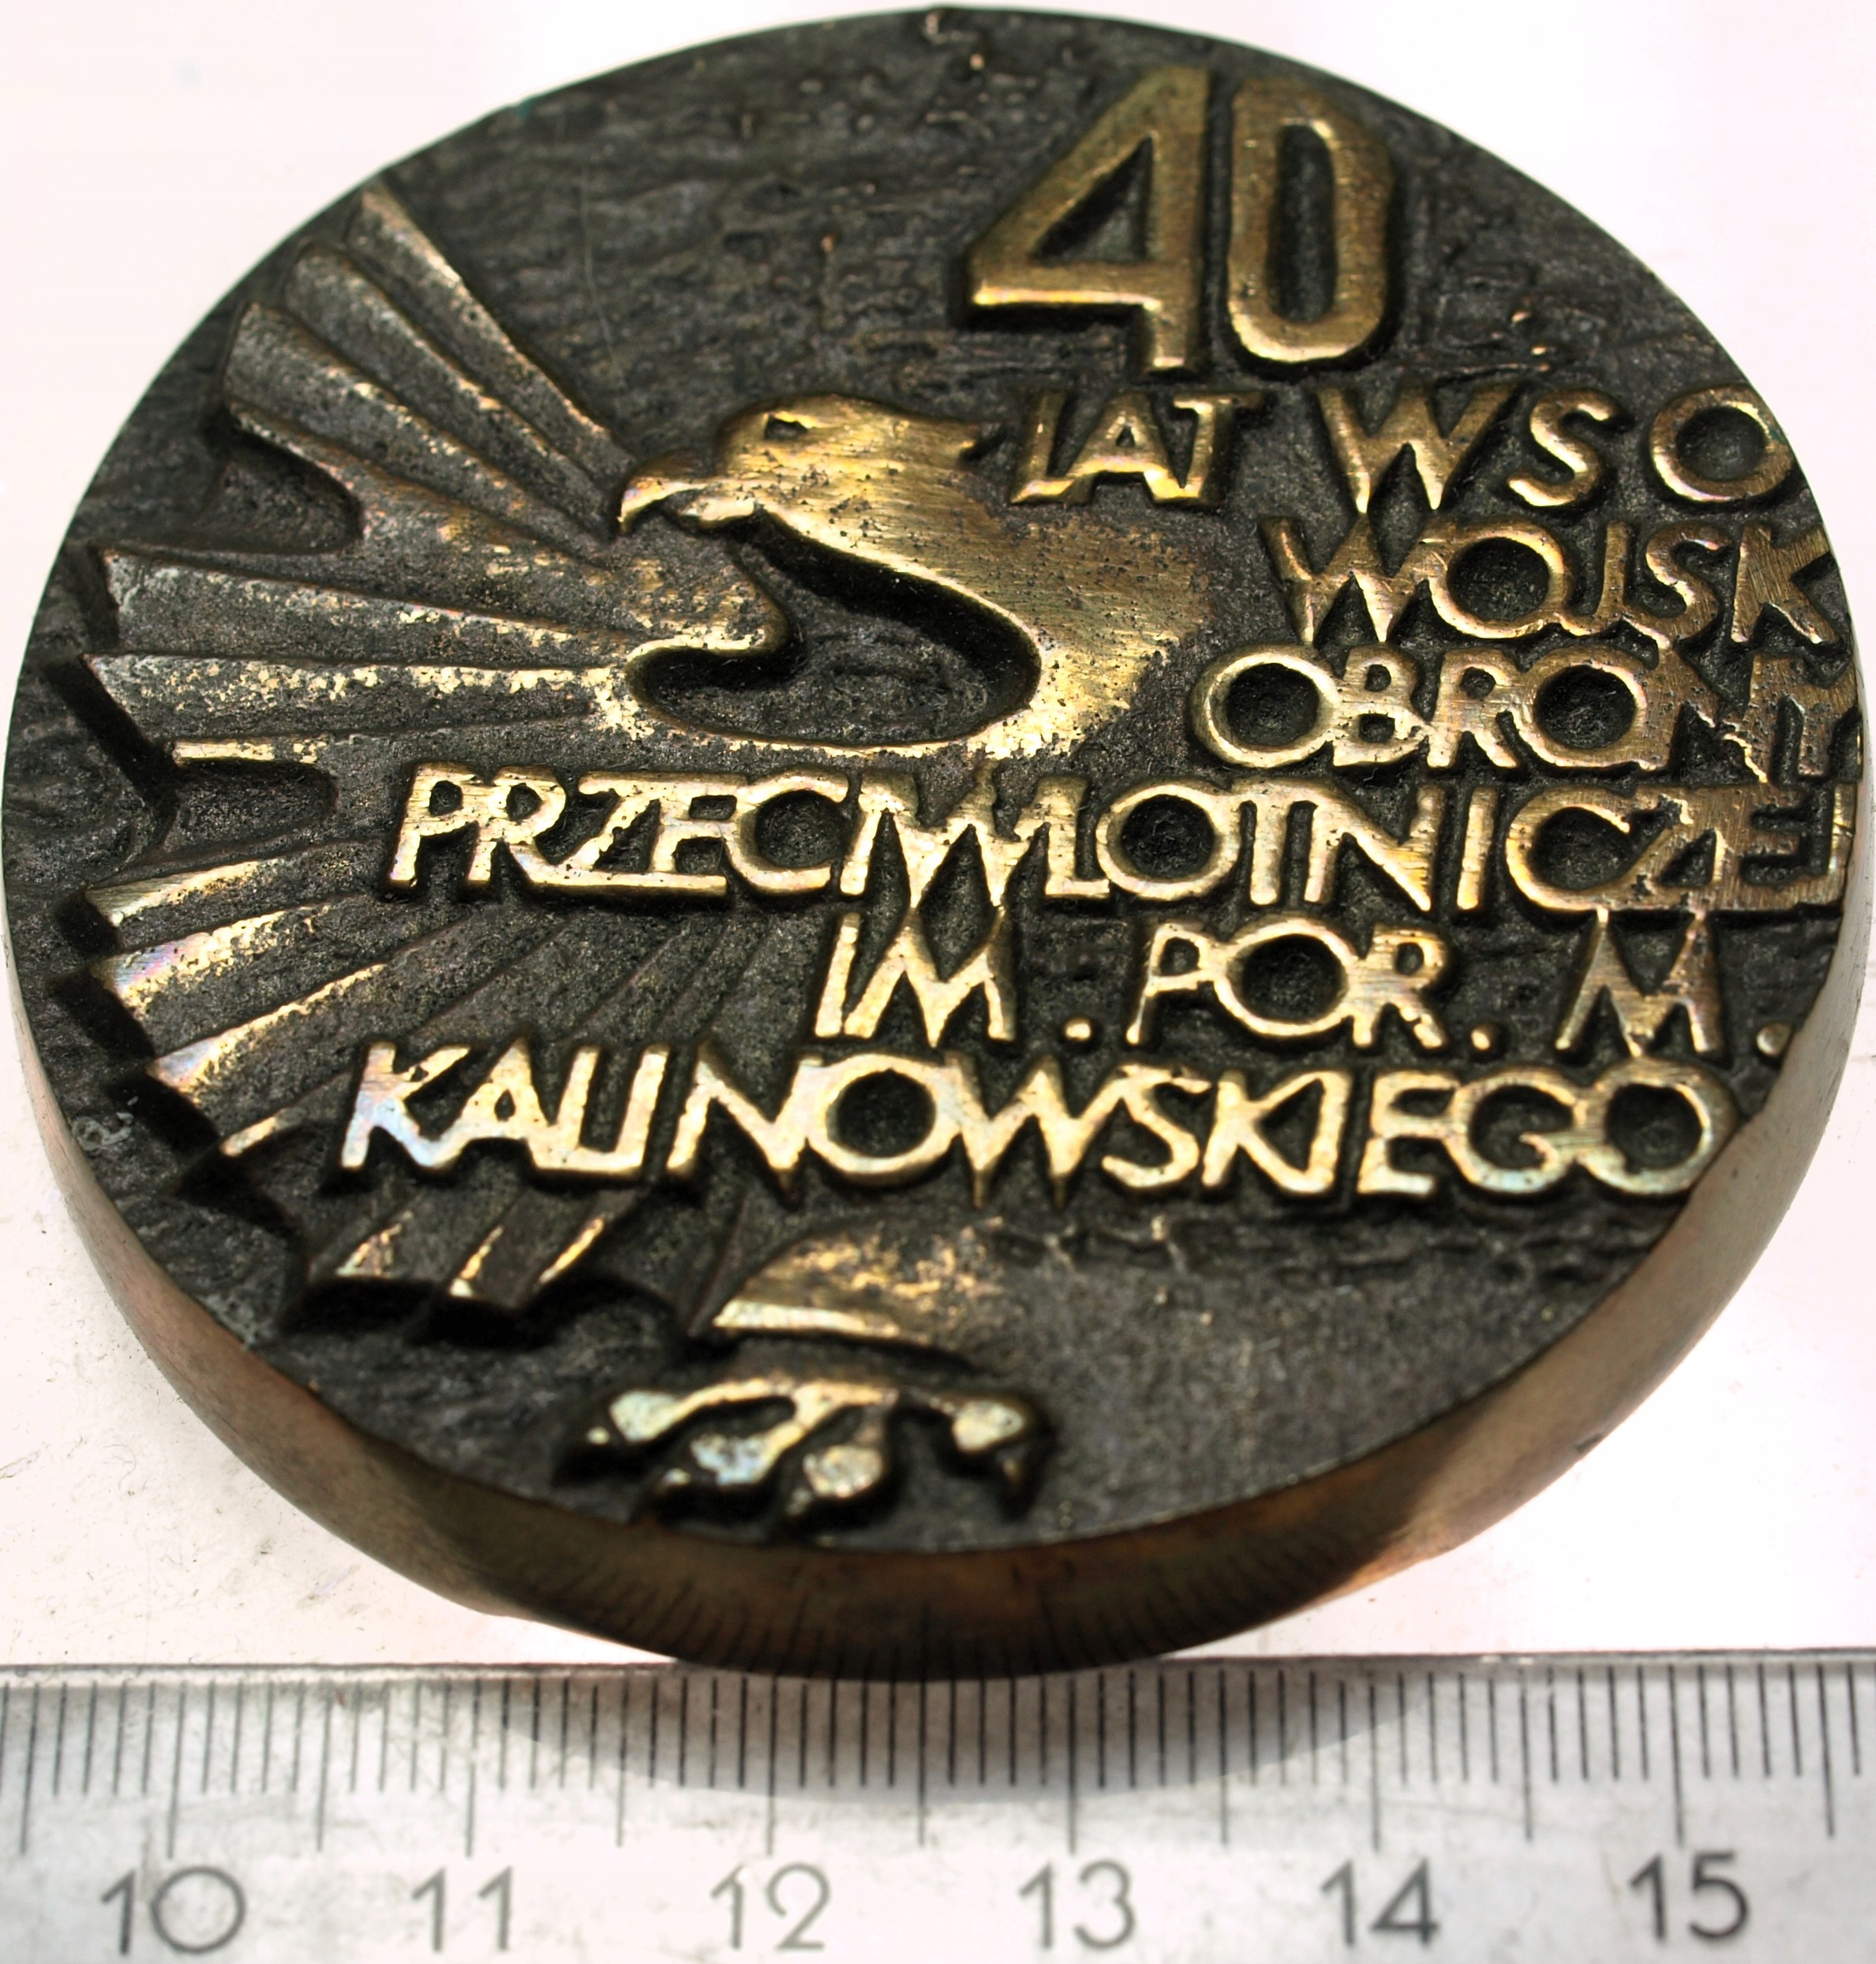 40
LAT WSO
WOJSK
OBRONY
PRZECIWLOTNICZEJ
IM. POR. M.
KALINOWSKIEGO
10 11 12 13 14 15